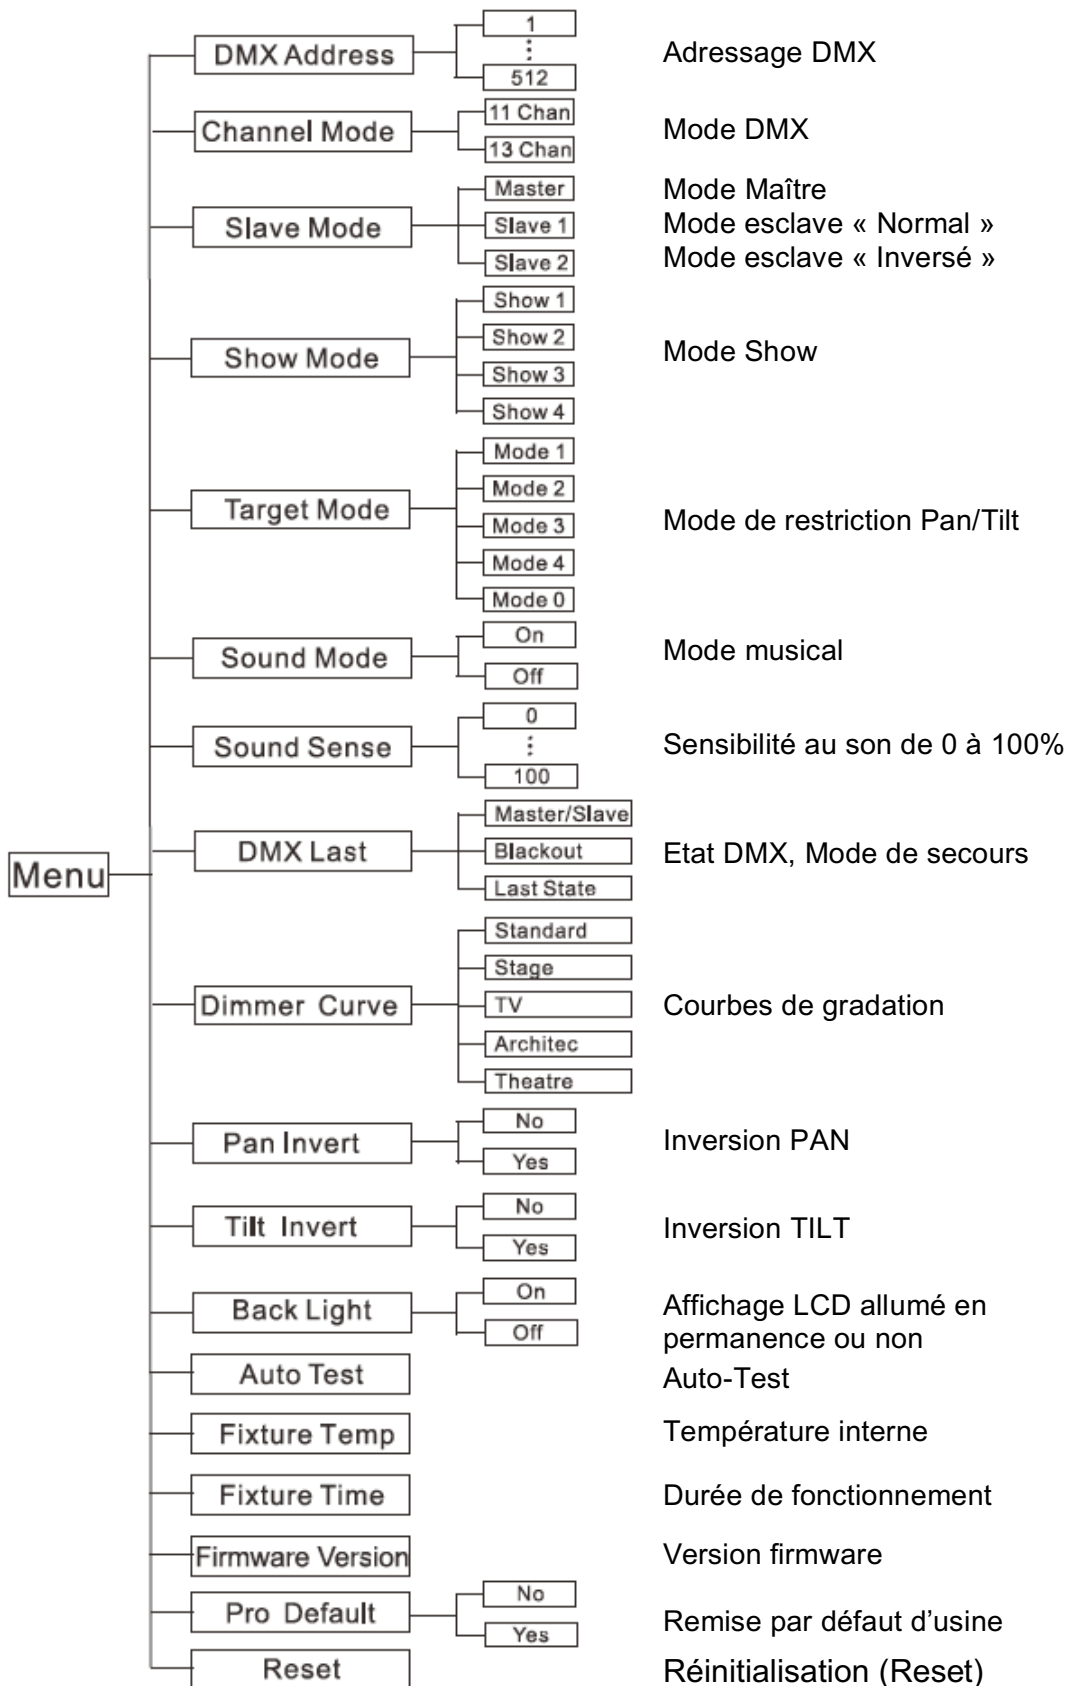 DMX Address
1
⋮
512
Adressage DMX
Channel Mode
11 Chan
13 Chan
Mode DMX
Slave Mode
Master
Slave 1
Slave 2
Mode Maître
Mode esclave « Normal »
Mode esclave « Inversé »
Show Mode
Show 1
Show 2
Show 3
Show 4
Mode Show
Target Mode
Mode 1
Mode 2
Mode 3
Mode 4
Mode 0
Mode de restriction Pan/Tilt
Sound Mode
On
Off
Mode musical
Sound Sense
0
⋮
100
Sensibilité au son de 0 à 100%
Menu
DMX Last
Master/Slave
Blackout
Last State
Etat DMX, Mode de secours
Dimmer Curve
Standard
Stage
TV
Architec
Theatre
Courbes de gradation
Pan Invert
No
Yes
Inversion PAN
Tilt Invert
No
Yes
Inversion TILT
Back Light
On
Off
Affichage LCD allumé en
permanence ou non
Auto Test
Auto-Test
Fixture Temp
Température interne
Fixture Time
Durée de fonctionnement
Firmware Version
Version firmware
Pro Default
No
Yes
Remise par défaut d’usine
Reset
Réinitialisation (Reset)